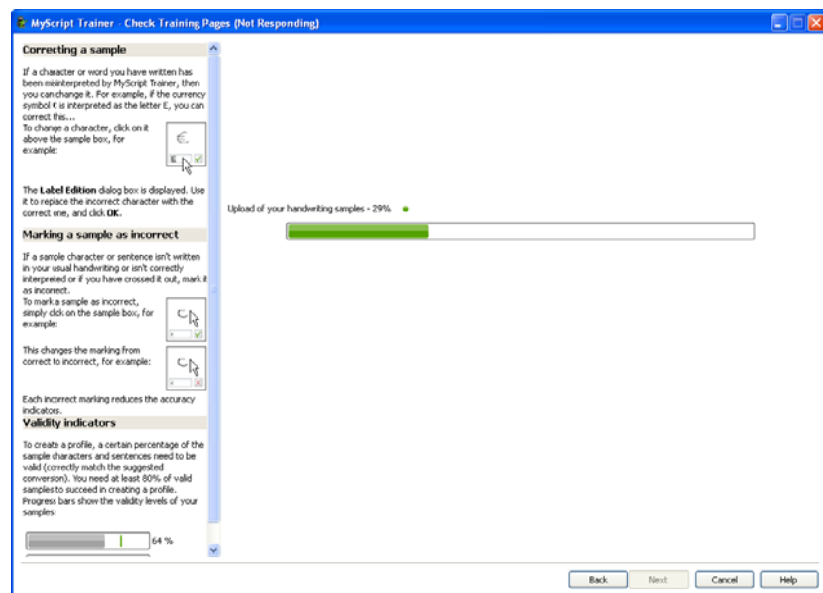 MyScript Trainer - Check Training Pages (Not Responding)
Correcting a sample
If a character or word you have written has
been misinterpreted by MyScript Trainer, then
you can change it. For example, if the currency
symbol € is interpreted as the letter E, you can
correct this...
To change a character, click on it
above the sample box, for
example:
€
E
The Label Edition dialog box is displayed. Use
it to replace the incorrect character with the
correct one, and click OK.
Marking a sample as incorrect
If a sample character or sentence isn't written
in your usual handwriting or isn't correctly
interpreted or if you have crossed it out, mark it
as incorrect.
To mark a sample as incorrect,
simply click on the sample box, for
example:
This changes the marking from
correct to incorrect, for example:
Each incorrect marking reduces the accuracy
indicators.
Validity indicators
To create a profile, a certain percentage of the
sample characters and sentences need to be
valid (correctly match the suggested
conversion). You need at least 80% of valid
samples to succeed in creating a profile.
Progress bars show the validity levels of your
samples
64 %
Upload of your handwriting samples - 29%
Back Next Cancel Help